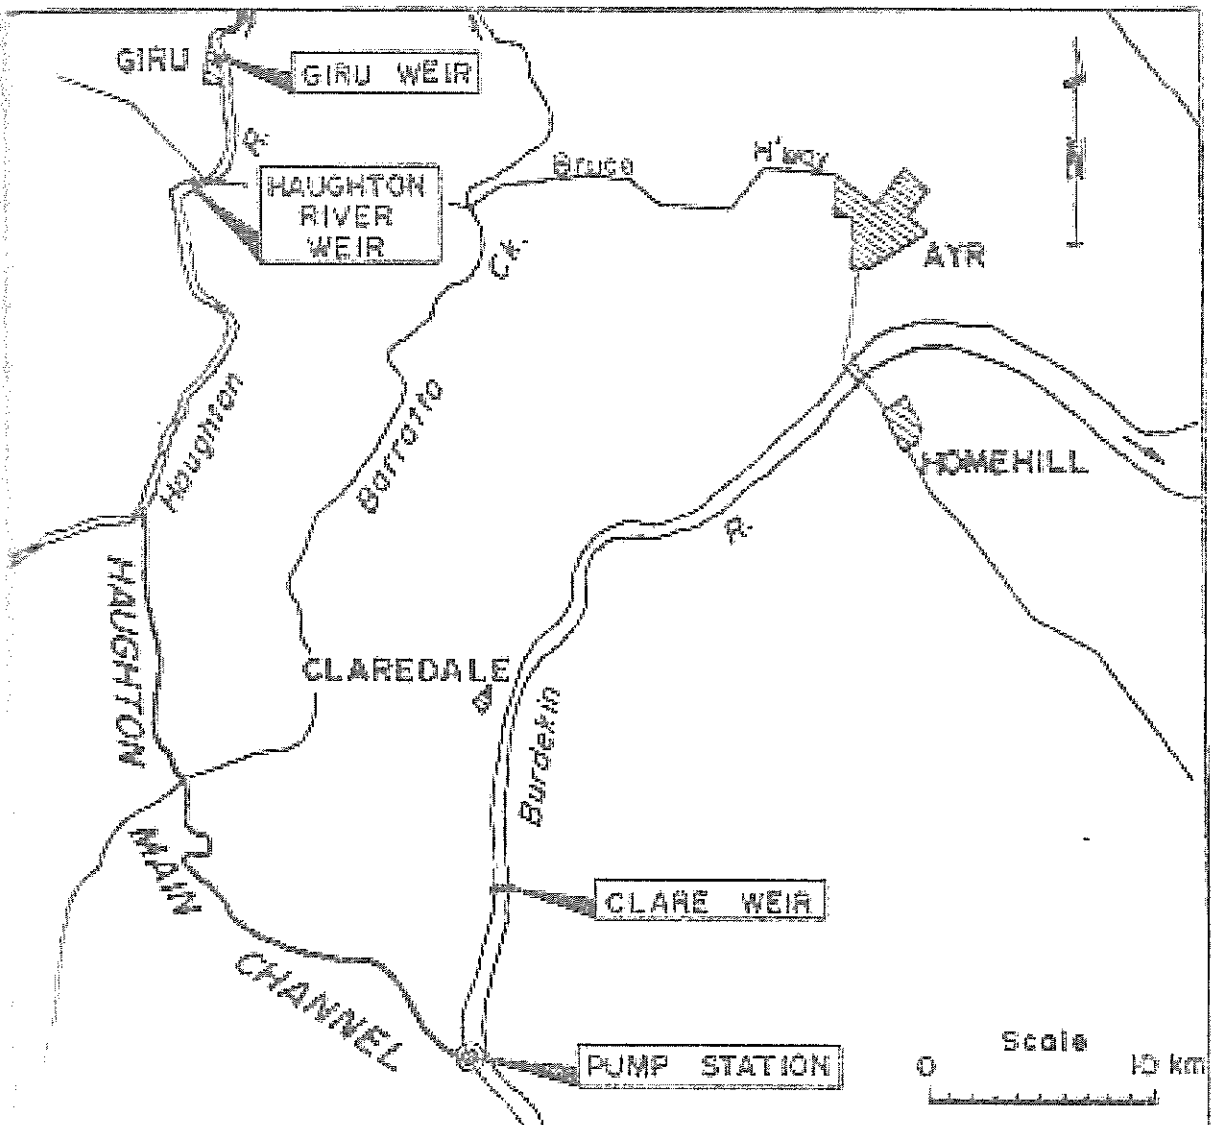 GIRU
GIRU WEIR
R.
Bruce
H'way
HAUGHTON
RIVER
WEIR
Ck.
AYR
Haughton
Barratta
HOMEHILL
R.
HAUGHTON
CLAREDALE
Burdekin
MAIN
CLARE WEIR
CHANNEL
PUMP STATION
Scale
0 10 km